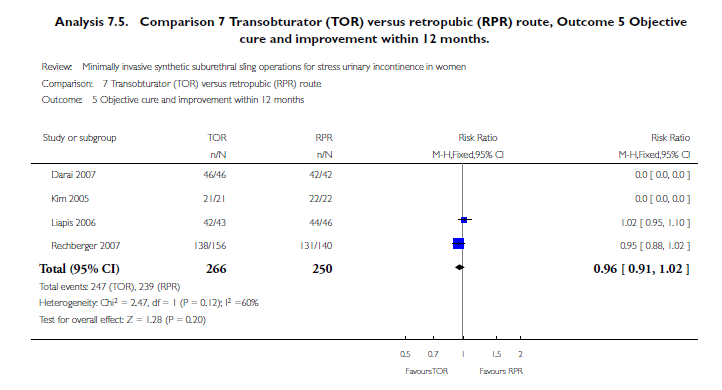 Analysis 7.5. Comparison 7 Transobturator (TOR) versus retropubic (RPR) route, Outcome 5 Objective
cure and improvement within 12 months.
Review: Minimally invasive synthetic suburethral sling operations for stress urinary incontinence in women
Comparison: 7 Transobturator (TOR) versus retropubic (RPR) route
Outcome: 5 Objective cure and improvement within 12 months
Study or subgroup TOR RPR Risk Ratio Risk Ratio
n/N n/N M-H,Fixed,95% CI M-H,Fixed,95% CI
Darai 2007 46/46 42/42 0.0 [ 0.0, 0.0 ]
Kim 2005 21/21 22/22 0.0 [ 0.0, 0.0 ]
Liapis 2006 42/43 44/46 1.02 [ 0.95, 1.10 ]
Rechberger 2007 138/156 131/140 0.95 [ 0.88, 1.02 ]
Total (95% CI) 266 250 0.96 [ 0.91, 1.02 ]
Total events: 247 (TOR), 239 (RPR)
Heterogeneity: Chi² = 2.47, df = 1 (P = 0.12); I² =60%
Test for overall effect: Z = 1.28 (P = 0.20)
0.5 0.7 1 1.5 2
Favours TOR Favours RPR